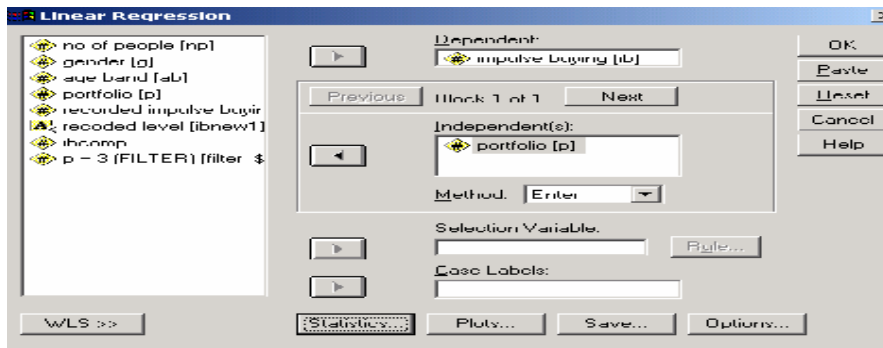 Linear Regression
no of people [np]
gender [g]
age band [ab]
portfolio [p]
recorded impulse buyin
recoded level [ibnew1]
ibcomp
p = 3 (FILTER) [filter_$
WLS >>
Dependent:
impulse buying [ib]
Previous
Block 1 of 1
Next
Independent(s):
portfolio [p]
Method:
Enter
Selection Variable:
Rule...
Case Labels:
Statistics...
Plots...
Save...
Options...
OK
Paste
Reset
Cancel
Help